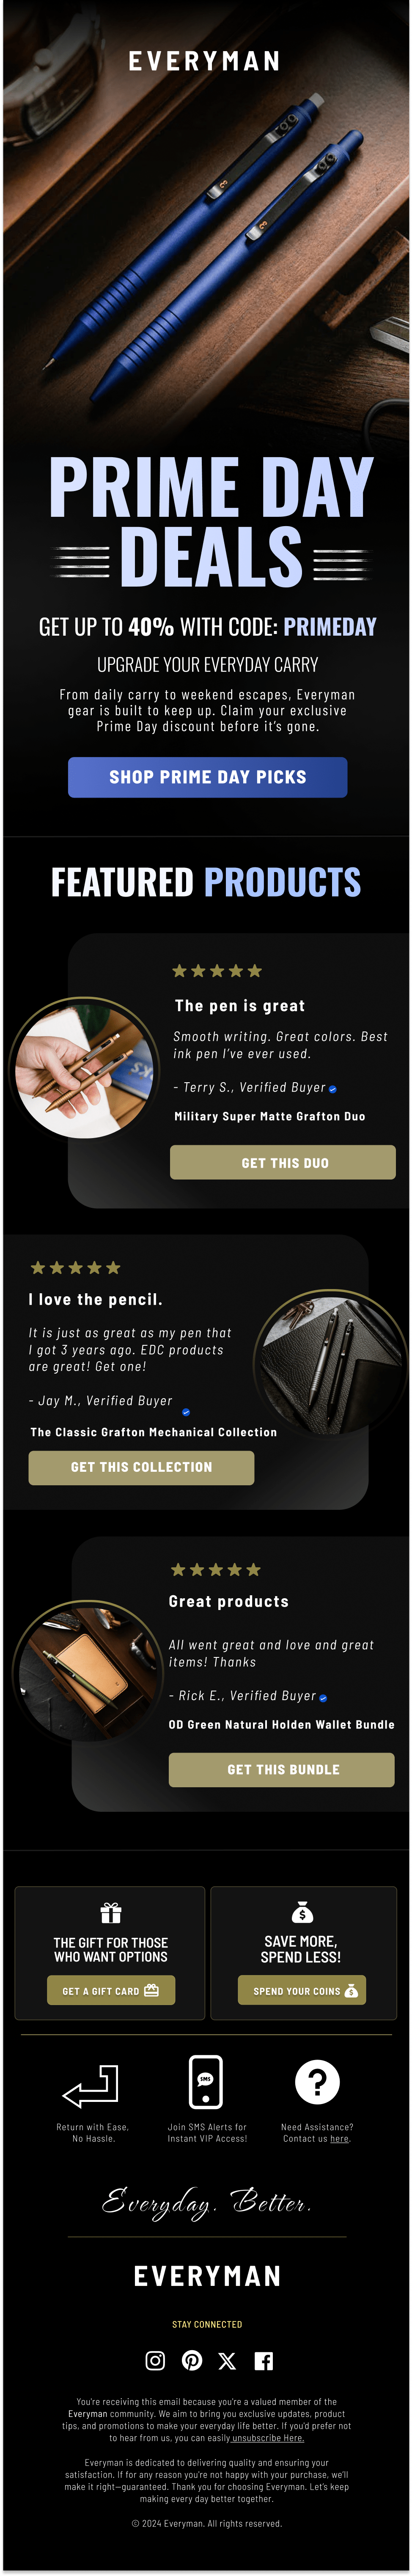 EVERYMAN
PRIME DAY
DEALS
GET UP TO 40% WITH CODE: PRIMEDAY
UPGRADE YOUR EVERYDAY CARRY
From daily carry to weekend escapes, Everyman
gear is built to keep up. Claim your exclusive
Prime Day discount before it's gone.
SHOP PRIME DAY PICKS
FEATURED PRODUCTS
The pen is great
Smooth writing. Great colors. Best
ink pen I've ever used.
- Terry S., Verified Buyer
Military Super Matte Grafton Duo
GET THIS DUO
I love the pencil.
It is just as great as my pen that
I got 3 years ago. EDC products
are great! Get one!
- Jay M., Verified Buyer
The Classic Grafton Mechanical Collection
GET THIS COLLECTION
Great products
All went great and love and great
items! Thanks
- Rick E., Verified Buyer
OD Green Natural Holden Wallet Bundle
GET THIS BUNDLE
THE GIFT FOR THOSE
WHO WANT OPTIONS
GET A GIFT CARD
SAVE MORE,
SPEND LESS!
SPEND YOUR COINS
Return with Ease.
No Hassle.
SMS
Join SMS Alerts for
Instant VIP Access!
Need Assistance?
Contact us here.
Everyday. Better.
EVERYMAN
STAY CONNECTED
You're receiving this email because you're a valued member of the
Everyman community. We aim to bring you exclusive updates, product
tips, and promotions to make your everyday life better. If you'd prefer not
to hear from us, you can easily unsubscribe Here.
Everyman is dedicated to delivering quality and ensuring your
satisfaction. If for any reason you're not happy with your purchase, we'll
make it right—guaranteed. Thank you for choosing Everyman. Let's keep
making every day better together.
© 2024 Everyman. All rights reserved.